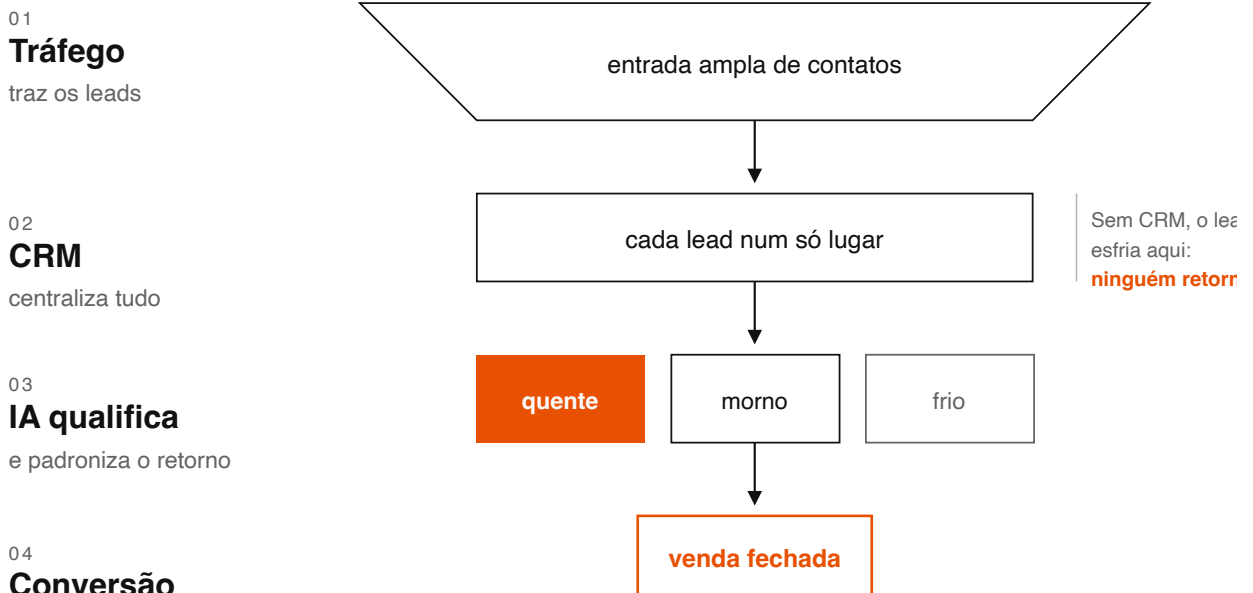 01
Tráfego
traz os leads
entrada ampla de contatos
02
CRM
centraliza tudo
cada lead num só lugar
Sem CRM, o
esfria aqui:
ninguém
03
IA qualifica
e padroniza o retorno
quente
morno
frio
04
Conversão
venda fechada